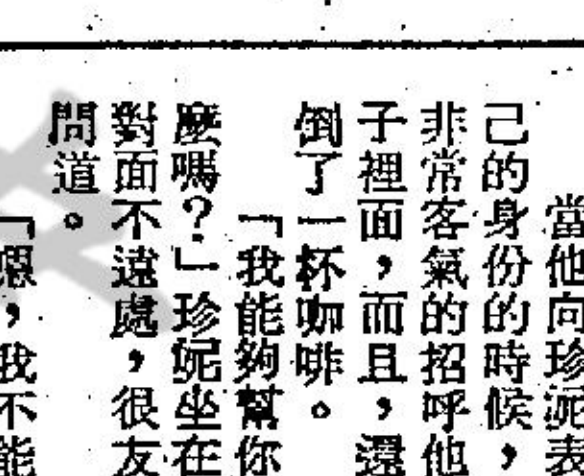 當他向珍妮表
己的身份的時候，
非常客氣的招呼他
子裡面，而且，還
倒了一杯咖啡。
「我能夠幫你
麼嗎？」珍妮坐在
對面不遠處，很友
問道。
「嗯，我不能